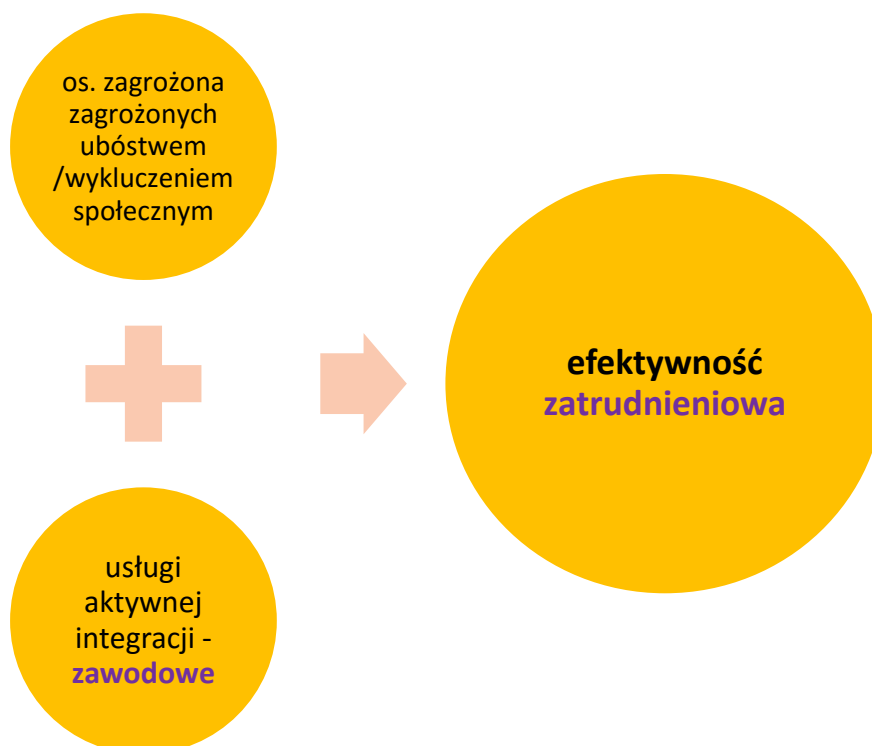 os. zagrożona
zagrożonych
ubóstwem
/wykluczeniem
społecznym
usługi
aktywnej
integracji -
zawodowe
efektywność
zatrudnieniowa